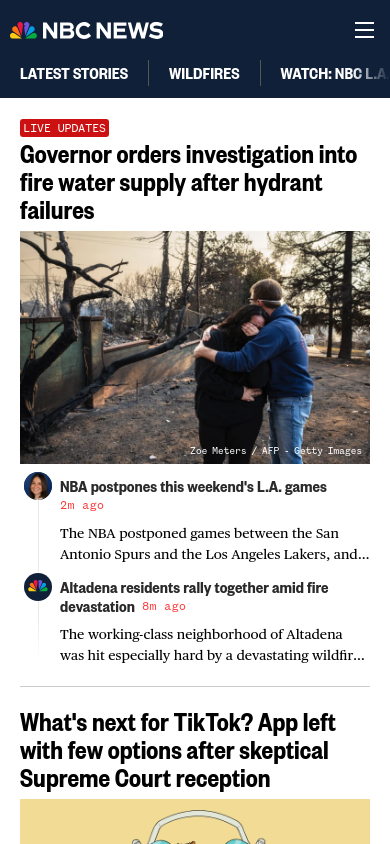 NBC NEWS
LATEST STORIES WILDFIRES WATCH: NBC L.A.
LIVE UPDATES
Governor orders investigation into
fire water supply after hydrant
failures
Zoe Meters / AFP - Getty Images
NBA postpones this weekend's L.A. games
2m ago
The NBA postponed games between the San
Antonio Spurs and the Los Angeles Lakers, and...
Altadena residents rally together amid fire
devastation 8m ago
The working-class neighborhood of Altadena
was hit especially hard by a devastating wildfir...
What's next for TikTok? App left
with few options after skeptical
Supreme Court reception